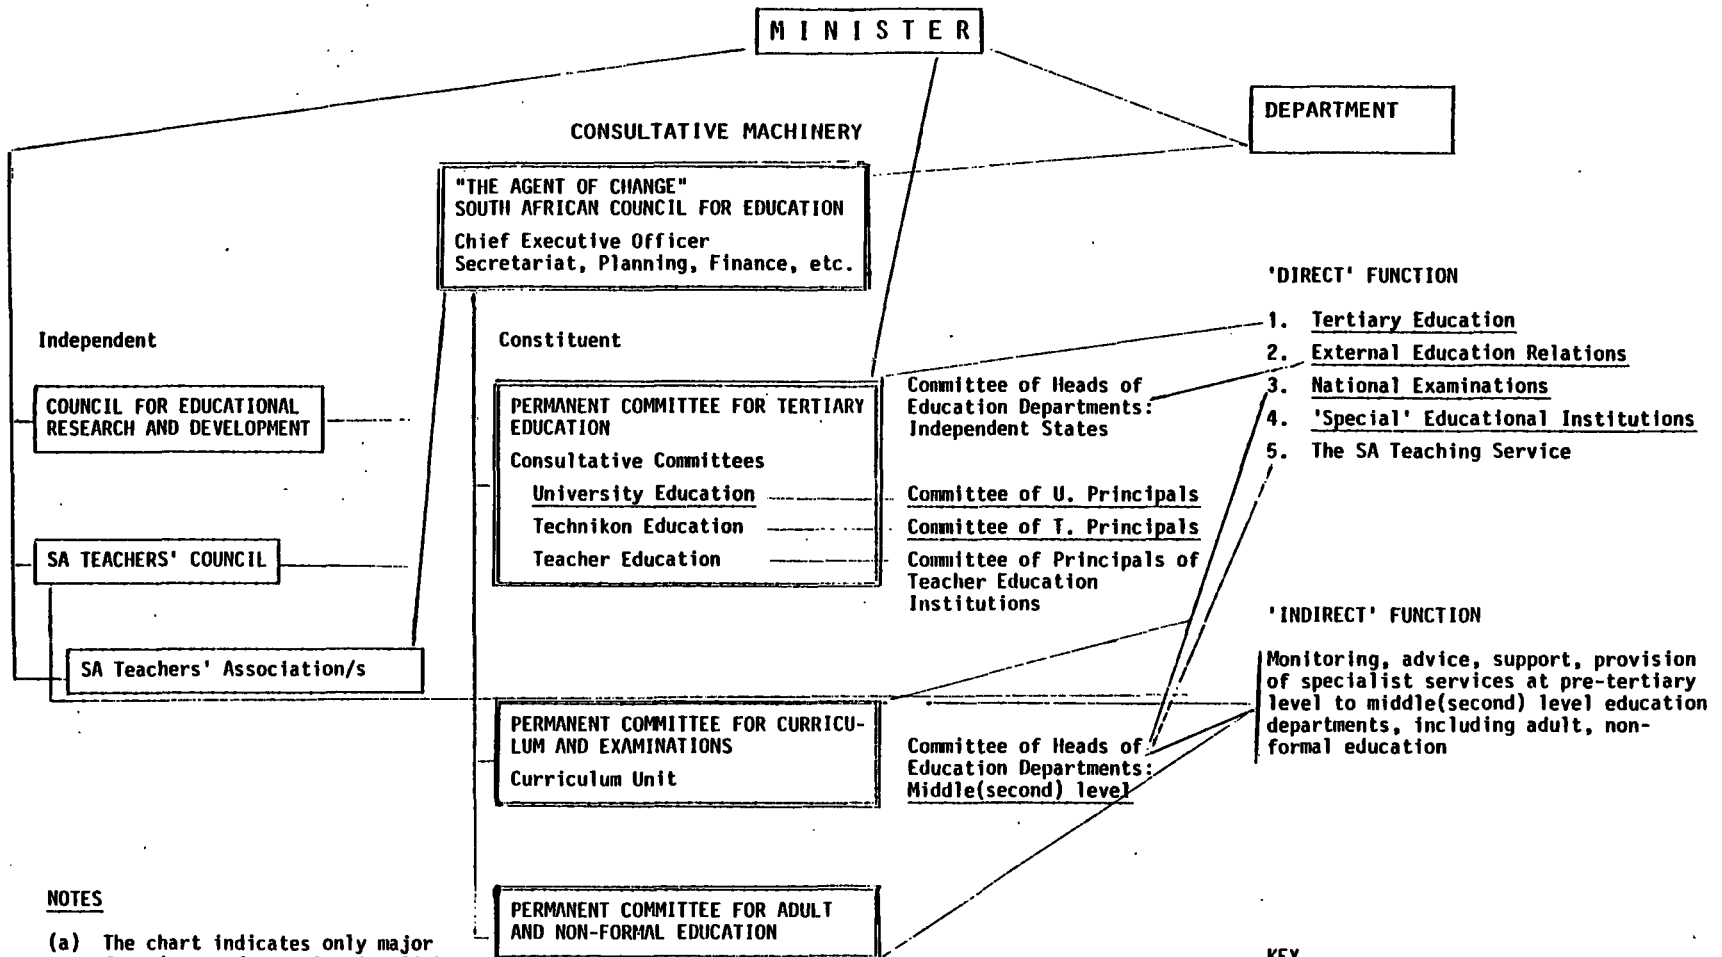 MINISTER
DEPARTMENT
CONSULTATIVE MACHINERY
"THE AGENT OF CHANGE"
SOUTH AFRICAN COUNCIL FOR EDUCATION
Chief Executive Officer
Secretariat, Planning, Finance, etc.
Independent
COUNCIL FOR EDUCATIONAL
RESEARCH AND DEVELOPMENT
SA TEACHERS' COUNCIL
SA Teachers' Association/s
Constituent
PERMANENT COMMITTEE FOR TERTIARY
EDUCATION
Consultative Committees
University Education
Technikon Education
Teacher Education
Committee of Heads of
Education Departments:
Independent States
Committee of U. Principals
Committee of T. Principals
Committee of Principals of
Teacher Education
Institutions
PERMANENT COMMITTEE FOR CURRICU-
LUM AND EXAMINATIONS
Curriculum Unit
Committee of Heads of
Education Departments:
Middle(second) level
PERMANENT COMMITTEE FOR ADULT
AND NON-FORMAL EDUCATION
'DIRECT' FUNCTION
1. Tertiary Education
2. External Education Relations
3. National Examinations
4. 'Special' Educational Institutions
5. The SA Teaching Service
'INDIRECT' FUNCTION
Monitoring, advice, support, provision
of specialist services at pre-tertiary
level to middle(second) level education
departments, including adult, non-
formal education
NOTES
(a) The chart indicates only major
KEY